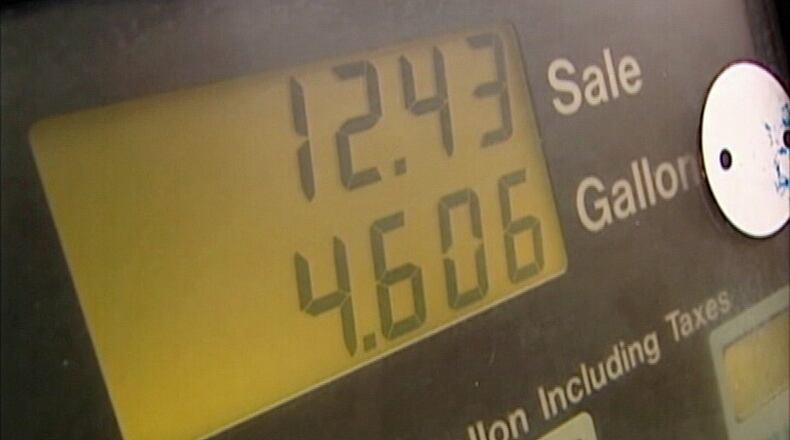 12.43 Sale
4.606 Gallon
llon Including Taxes